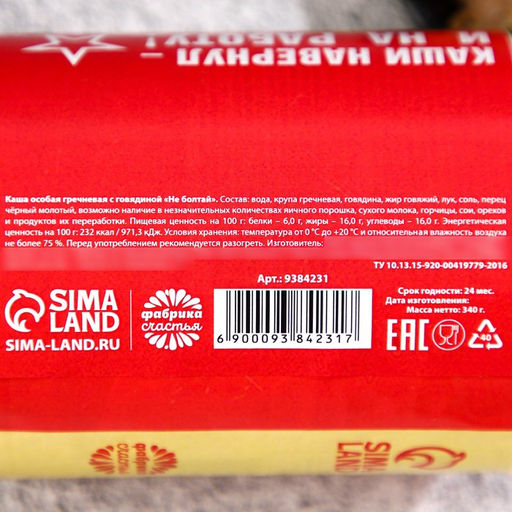 КАШИ НАВЕРНУЛ –
И НА РАБОТУ!
Каша особая гречневая с говядиной «Не болтай». Состав: вода, крупа гречневая, говядина, жир говяжий, лук, соль, перец
чёрный молотый, возможно наличие в незначительных количествах яичного порошка, сухого молока, горчицы, сои, орехов
и продуктов их переработки. Пищевая ценность на 100 г: белки – 6,0 г, жиры – 16,0 г, углеводы – 16,0 г. Энергетическая
ценность на 100 г: 232 ккал / 971,3 кДж. Условия хранения: температура от 0 °С до +20 °С и относительная влажность воздуха
не более 75 %. Перед употреблением рекомендуется разогреть. Изготовитель:
ТУ 10.13.15-920-00419779-2016
Арт.: 9384231
SIMA
LAND
SIMA-LAND.RU
фабрика
счастья
6 900093 842317
Срок годности: 24 мес.
Дата изготовления:
Масса нетто: 340 г.
ЕАС
40
фабрика
счастья
SIMA
LAND